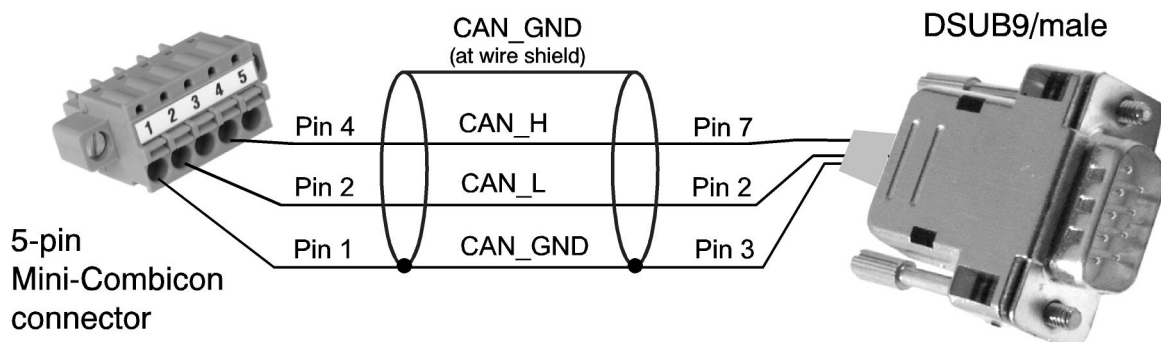 CAN_GND
(at wire shield)
DSUB9/male
1 2 3 4 5
Pin 4
CAN_H
Pin 7
Pin 2
CAN_L
Pin 2
Pin 1
CAN_GND
Pin 3
5-pin
Mini-Combicon
connector